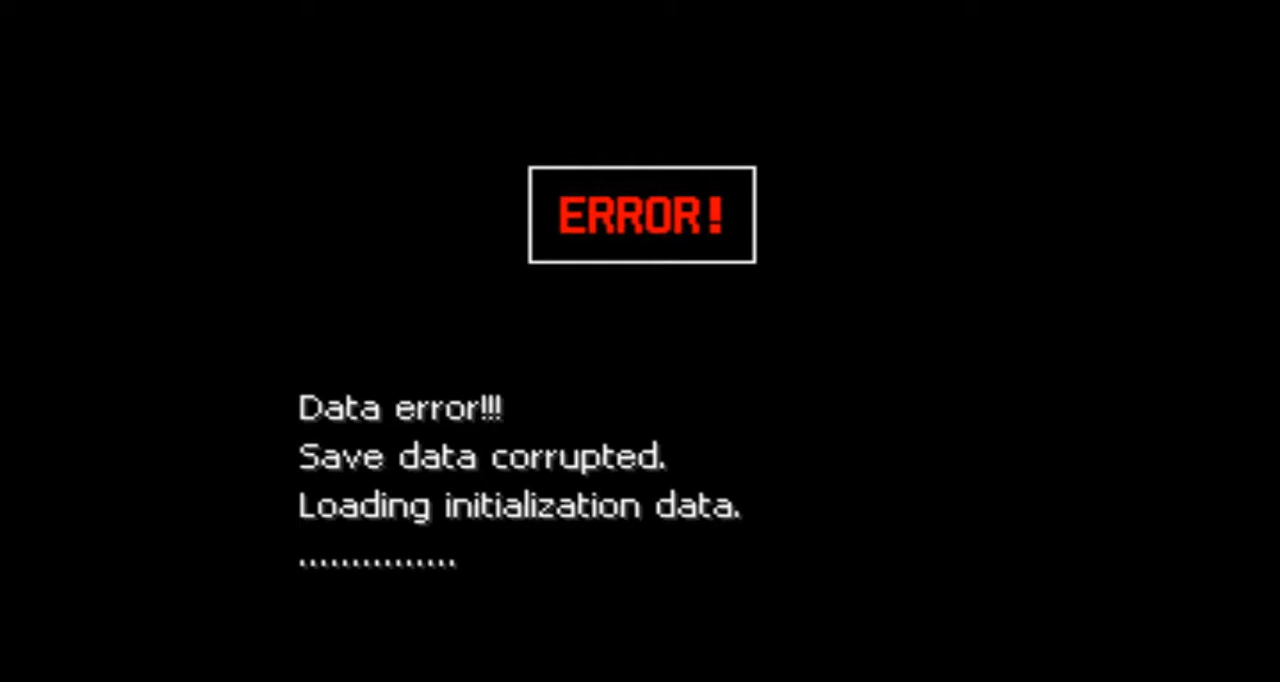 ERROR!
Data error!!!
Save data corrupted.
Loading initialization data.
...............